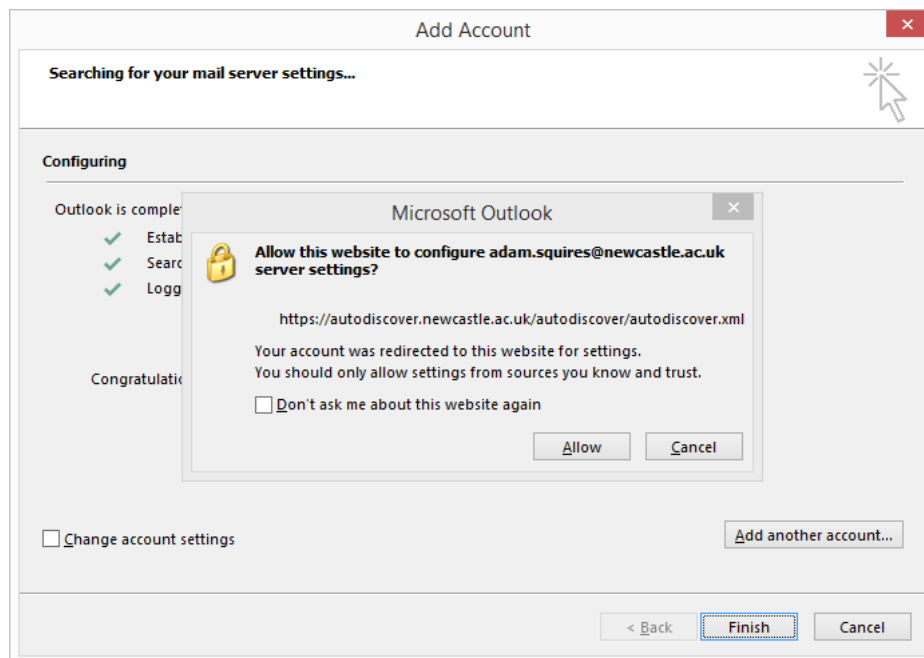 Add Account
Searching for your mail server settings...
Configuring
Outlook is comple
Estab
Searc
Logg
Congratulatio
Microsoft Outlook
Allow this website to configure adam.squires@newcastle.ac.uk
server settings?
https://autodiscover.newcastle.ac.uk/autodiscover/autodiscover.xml
Your account was redirected to this website for settings.
You should only allow settings from sources you know and trust.
Don't ask me about this website again
Allow
Cancel
Change account settings
Add another account...
< Back
Finish
Cancel